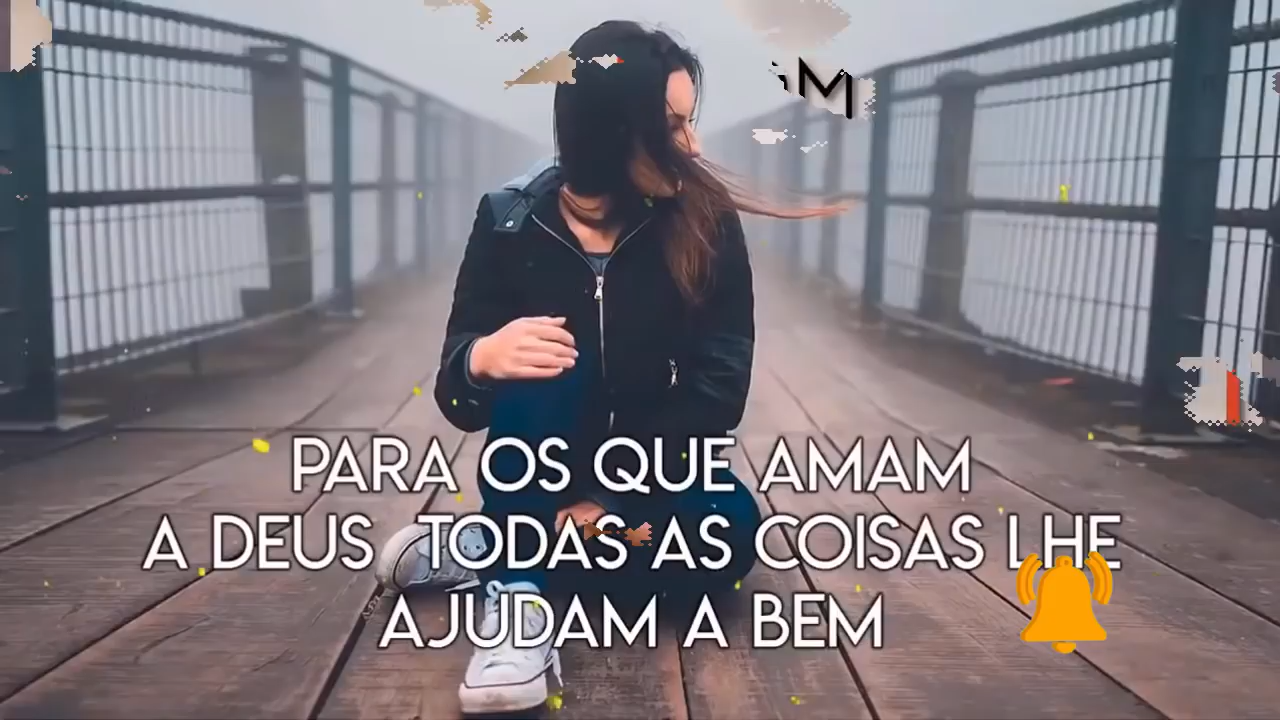 M
PARA OS QUE AMAM
A DEUS TODAS AS COISAS LHE
AJUDAM A BEM